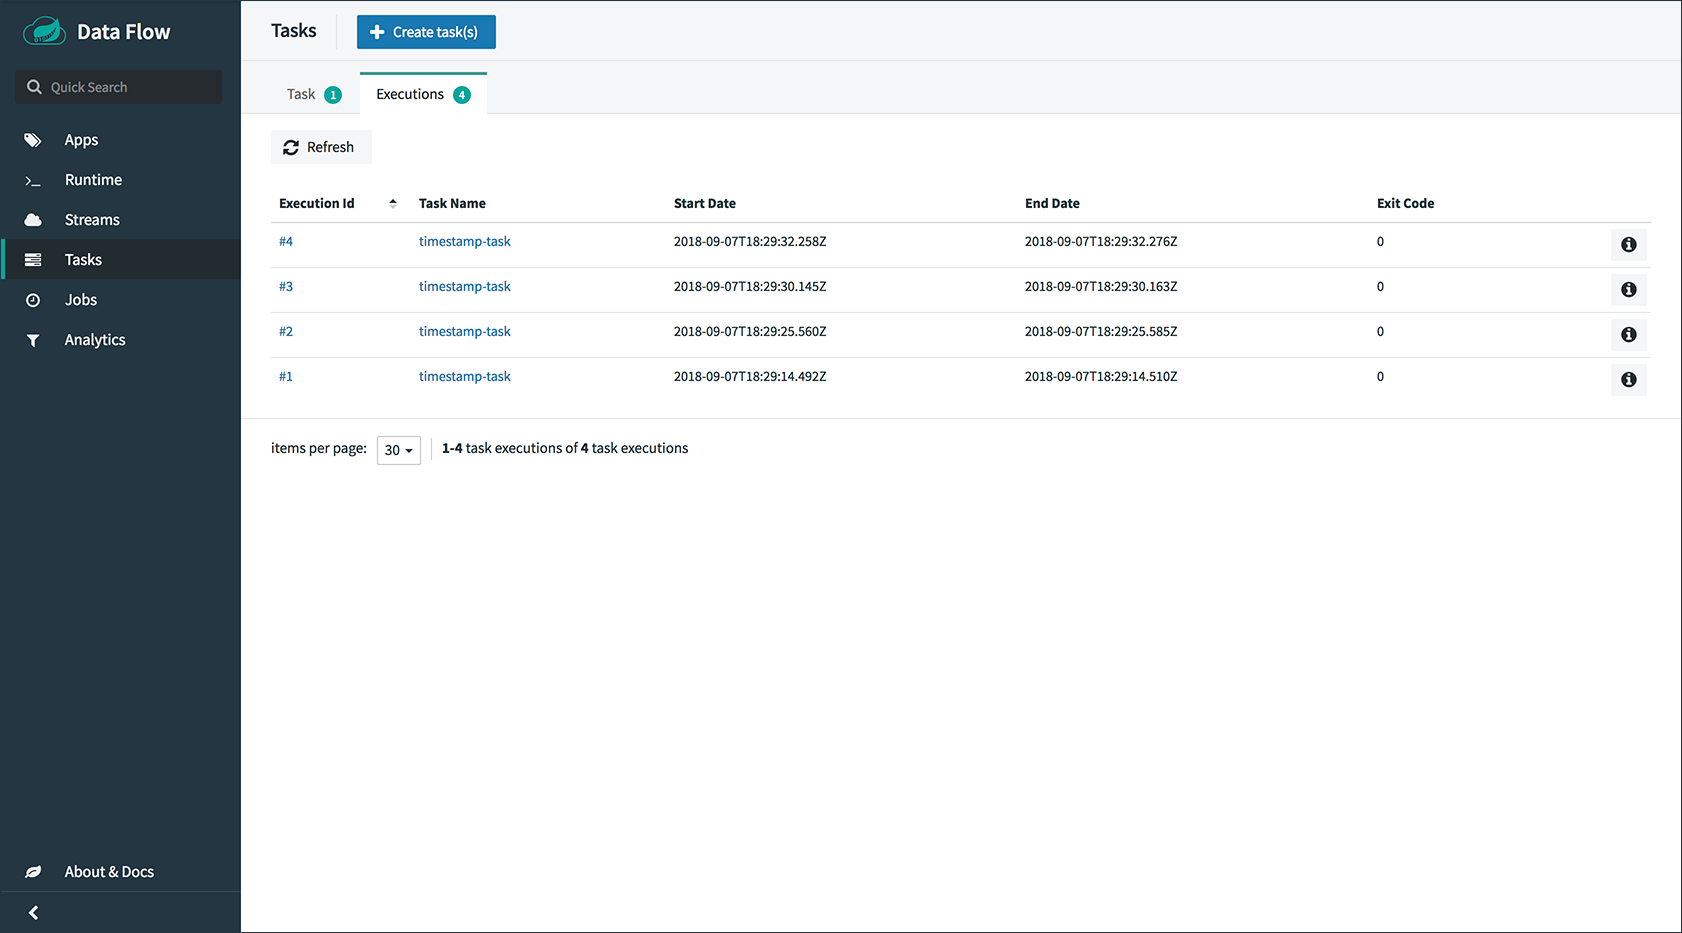 Data Flow
Quick Search
Apps
Runtime
Streams
Tasks
Jobs
Analytics
About & Docs
Tasks
Create task(s)
Task 1
Executions 4
Refresh
Execution Id Task Name Start Date End Date Exit Code
#4 timestamp-task 2018-09-07T18:29:32.258Z 2018-09-07T18:29:32.276Z 0
#3 timestamp-task 2018-09-07T18:29:30.145Z 2018-09-07T18:29:30.163Z 0
#2 timestamp-task 2018-09-07T18:29:25.560Z 2018-09-07T18:29:25.585Z 0
#1 timestamp-task 2018-09-07T18:29:14.492Z 2018-09-07T18:29:14.510Z 0
items per page: 30 1-4 task executions of 4 task executions